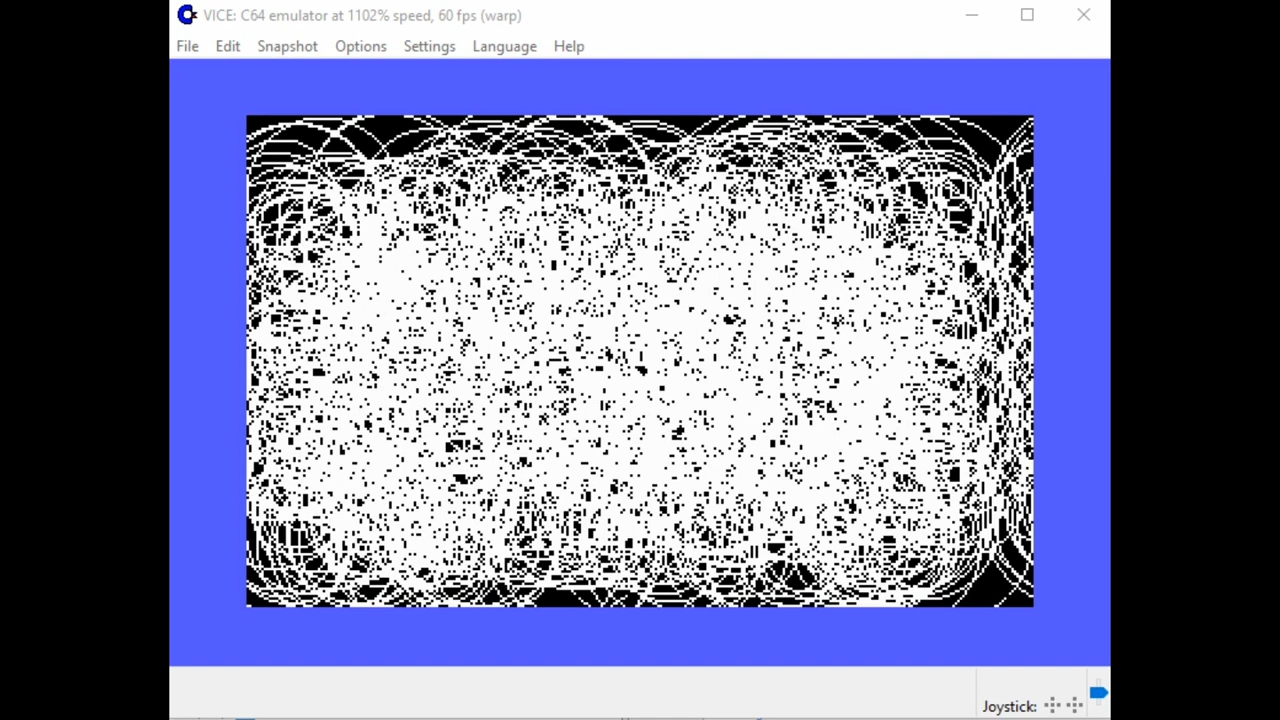 VICE: C64 emulator at 1102% speed, 60 fps (warp)
File Edit Snapshot Options Settings Language Help
Joystick: